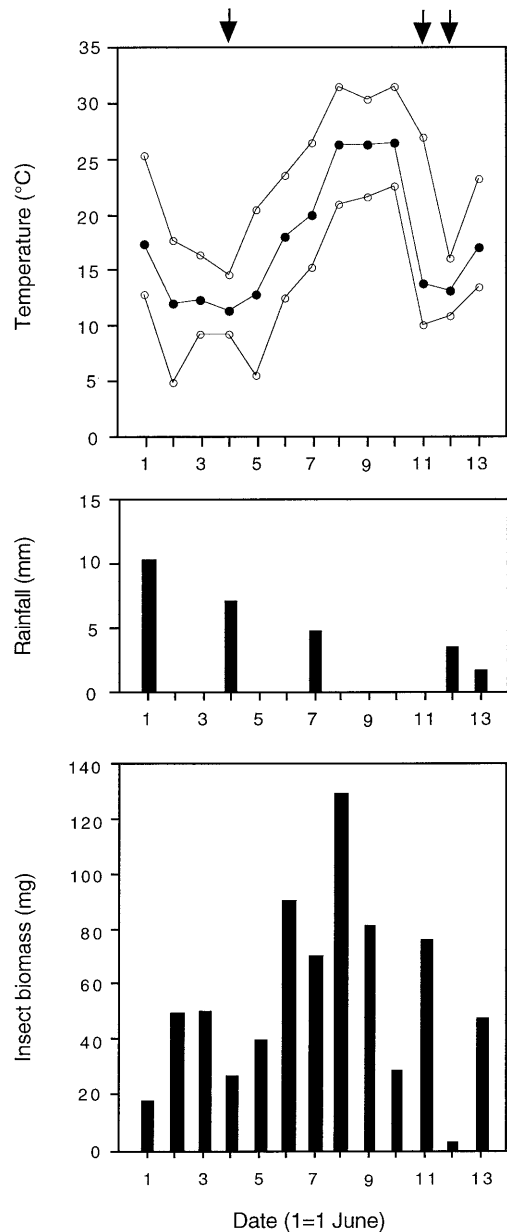 35
30
25
20
15
10
5
0
Temperature (°C)
1 3 5 7 9 11 13
15
10
5
0
Rainfall (mm)
1 3 5 7 9 11 13
140
120
100
80
60
40
20
0
Insect biomass (mg)
1 3 5 7 9 11 13
Date (1=1 June)